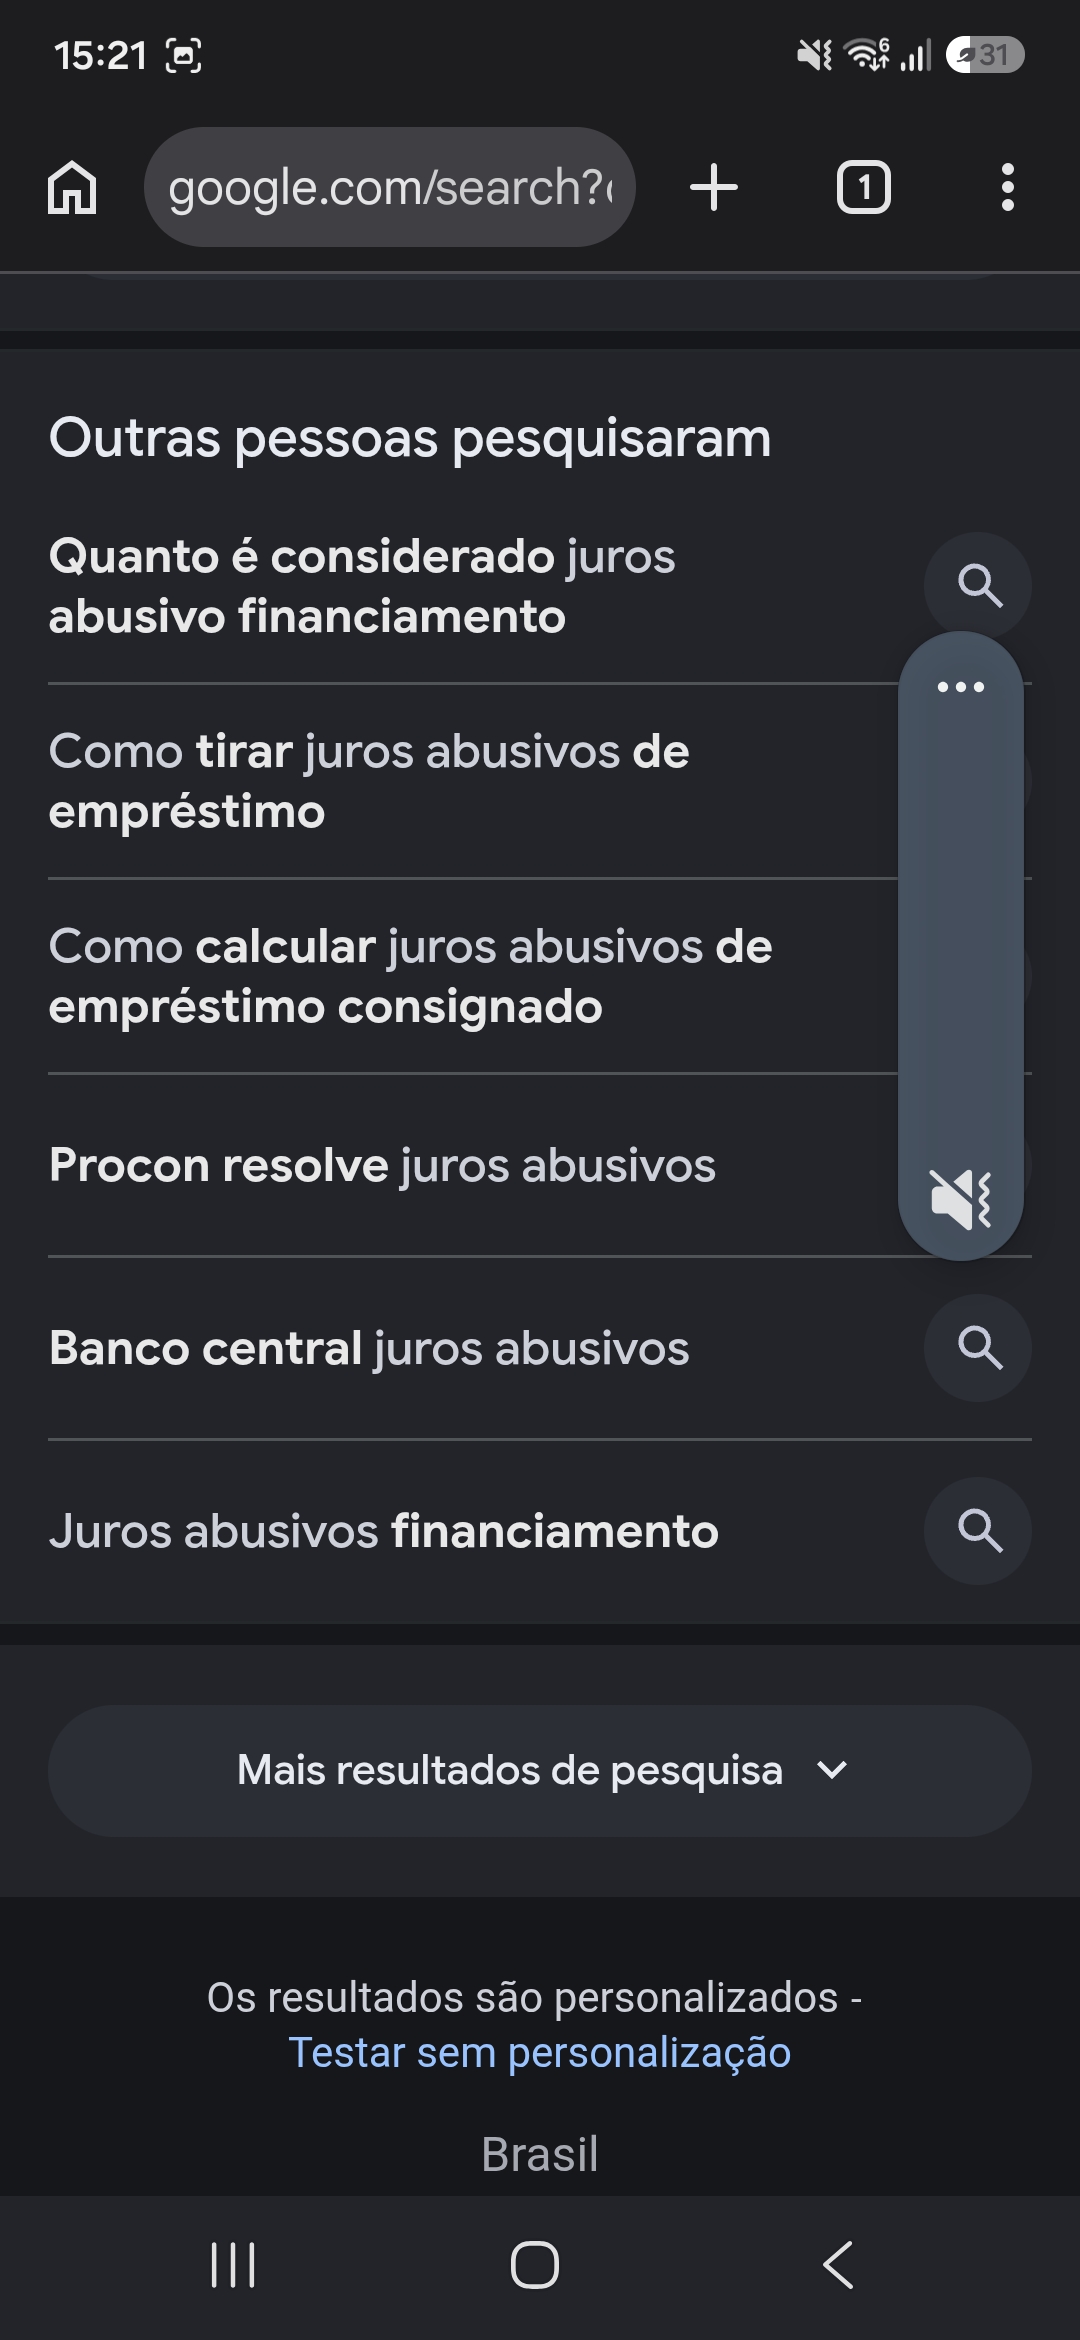 15:21
6
31
google.com/search?
1
Outras pessoas pesquisaram
Quanto é considerado juros
abusivo financiamento
Como tirar juros abusivos de
empréstimo
Como calcular juros abusivos de
empréstimo consignado
Procon resolve juros abusivos
Banco central juros abusivos
Juros abusivos financiamento
Mais resultados de pesquisa
Os resultados são personalizados -
Testar sem personalização
Brasil